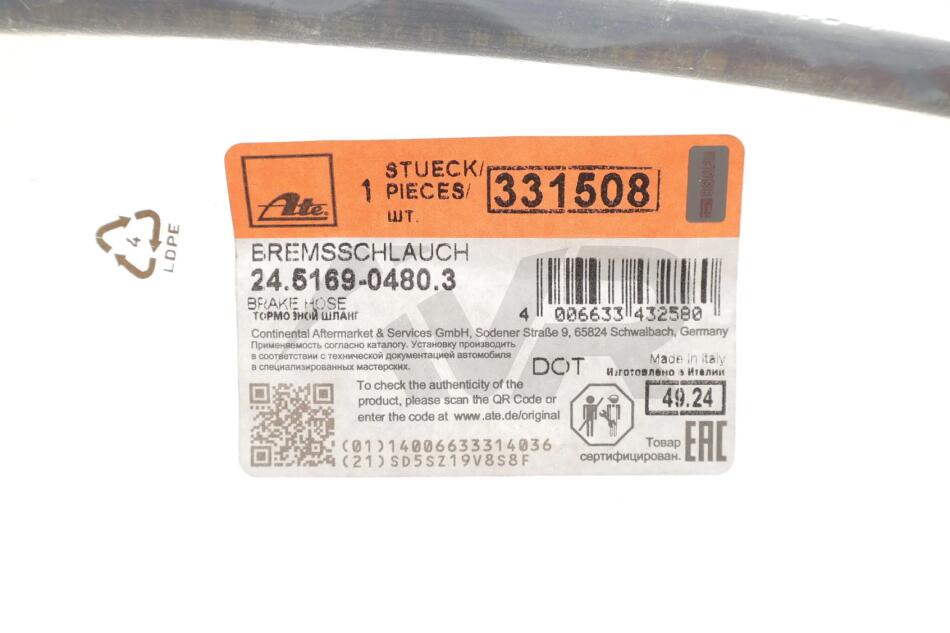 Ate
1
STUECK/
PIECES/
ШТ.
331508
4
LDPE
BREMSSCHLAUCH
24.5169-0480.3
BRAKE HOSE
ТОРМОЗНОЙ ШЛАНГ
4 006633 432580
Continental Aftermarket & Services GmbH, Sodener Straße 9, 65824 Schwalbach, Germany
Применяемость согласно каталогу. Установку производить
в соответствии с технической документацией автомобиля
в специализированных мастерских.
DOT
Made in Italy
Изготовлено в Италии
49.24
To check the authenticity of the
product, please scan the QR Code or
enter the code at www.ate.de/original
(01)14006633314036
(21)SD5SZ19V8S8F
Товар
сертифицирован.
EAC